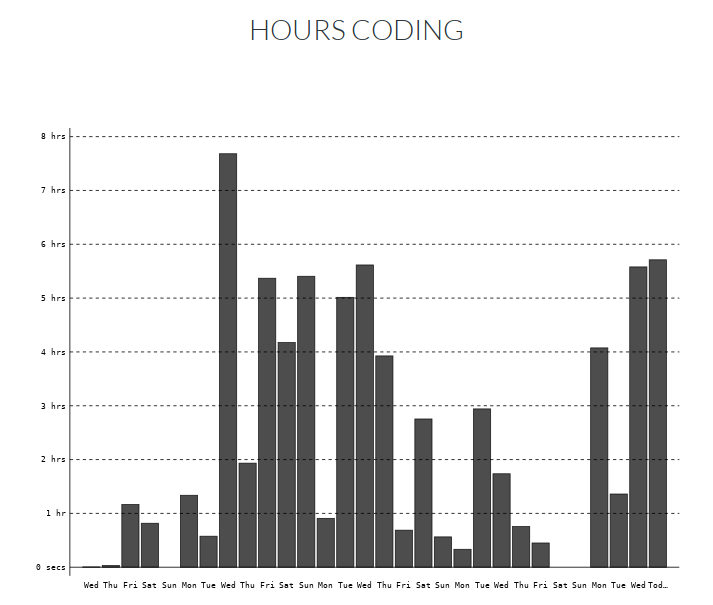 HOURS CODING
8 hrs
7 hrs
6 hrs
5 hrs
4 hrs
3 hrs
2 hrs
1 hr
0 secs
Wed Thu Fri Sat Sun Mon Tue Wed Thu Fri Sat Sun Mon Tue Wed Thu Fri Sat Sun Mon Tue Wed Thu Fri Sat Sun Mon Tue Wed Tod…